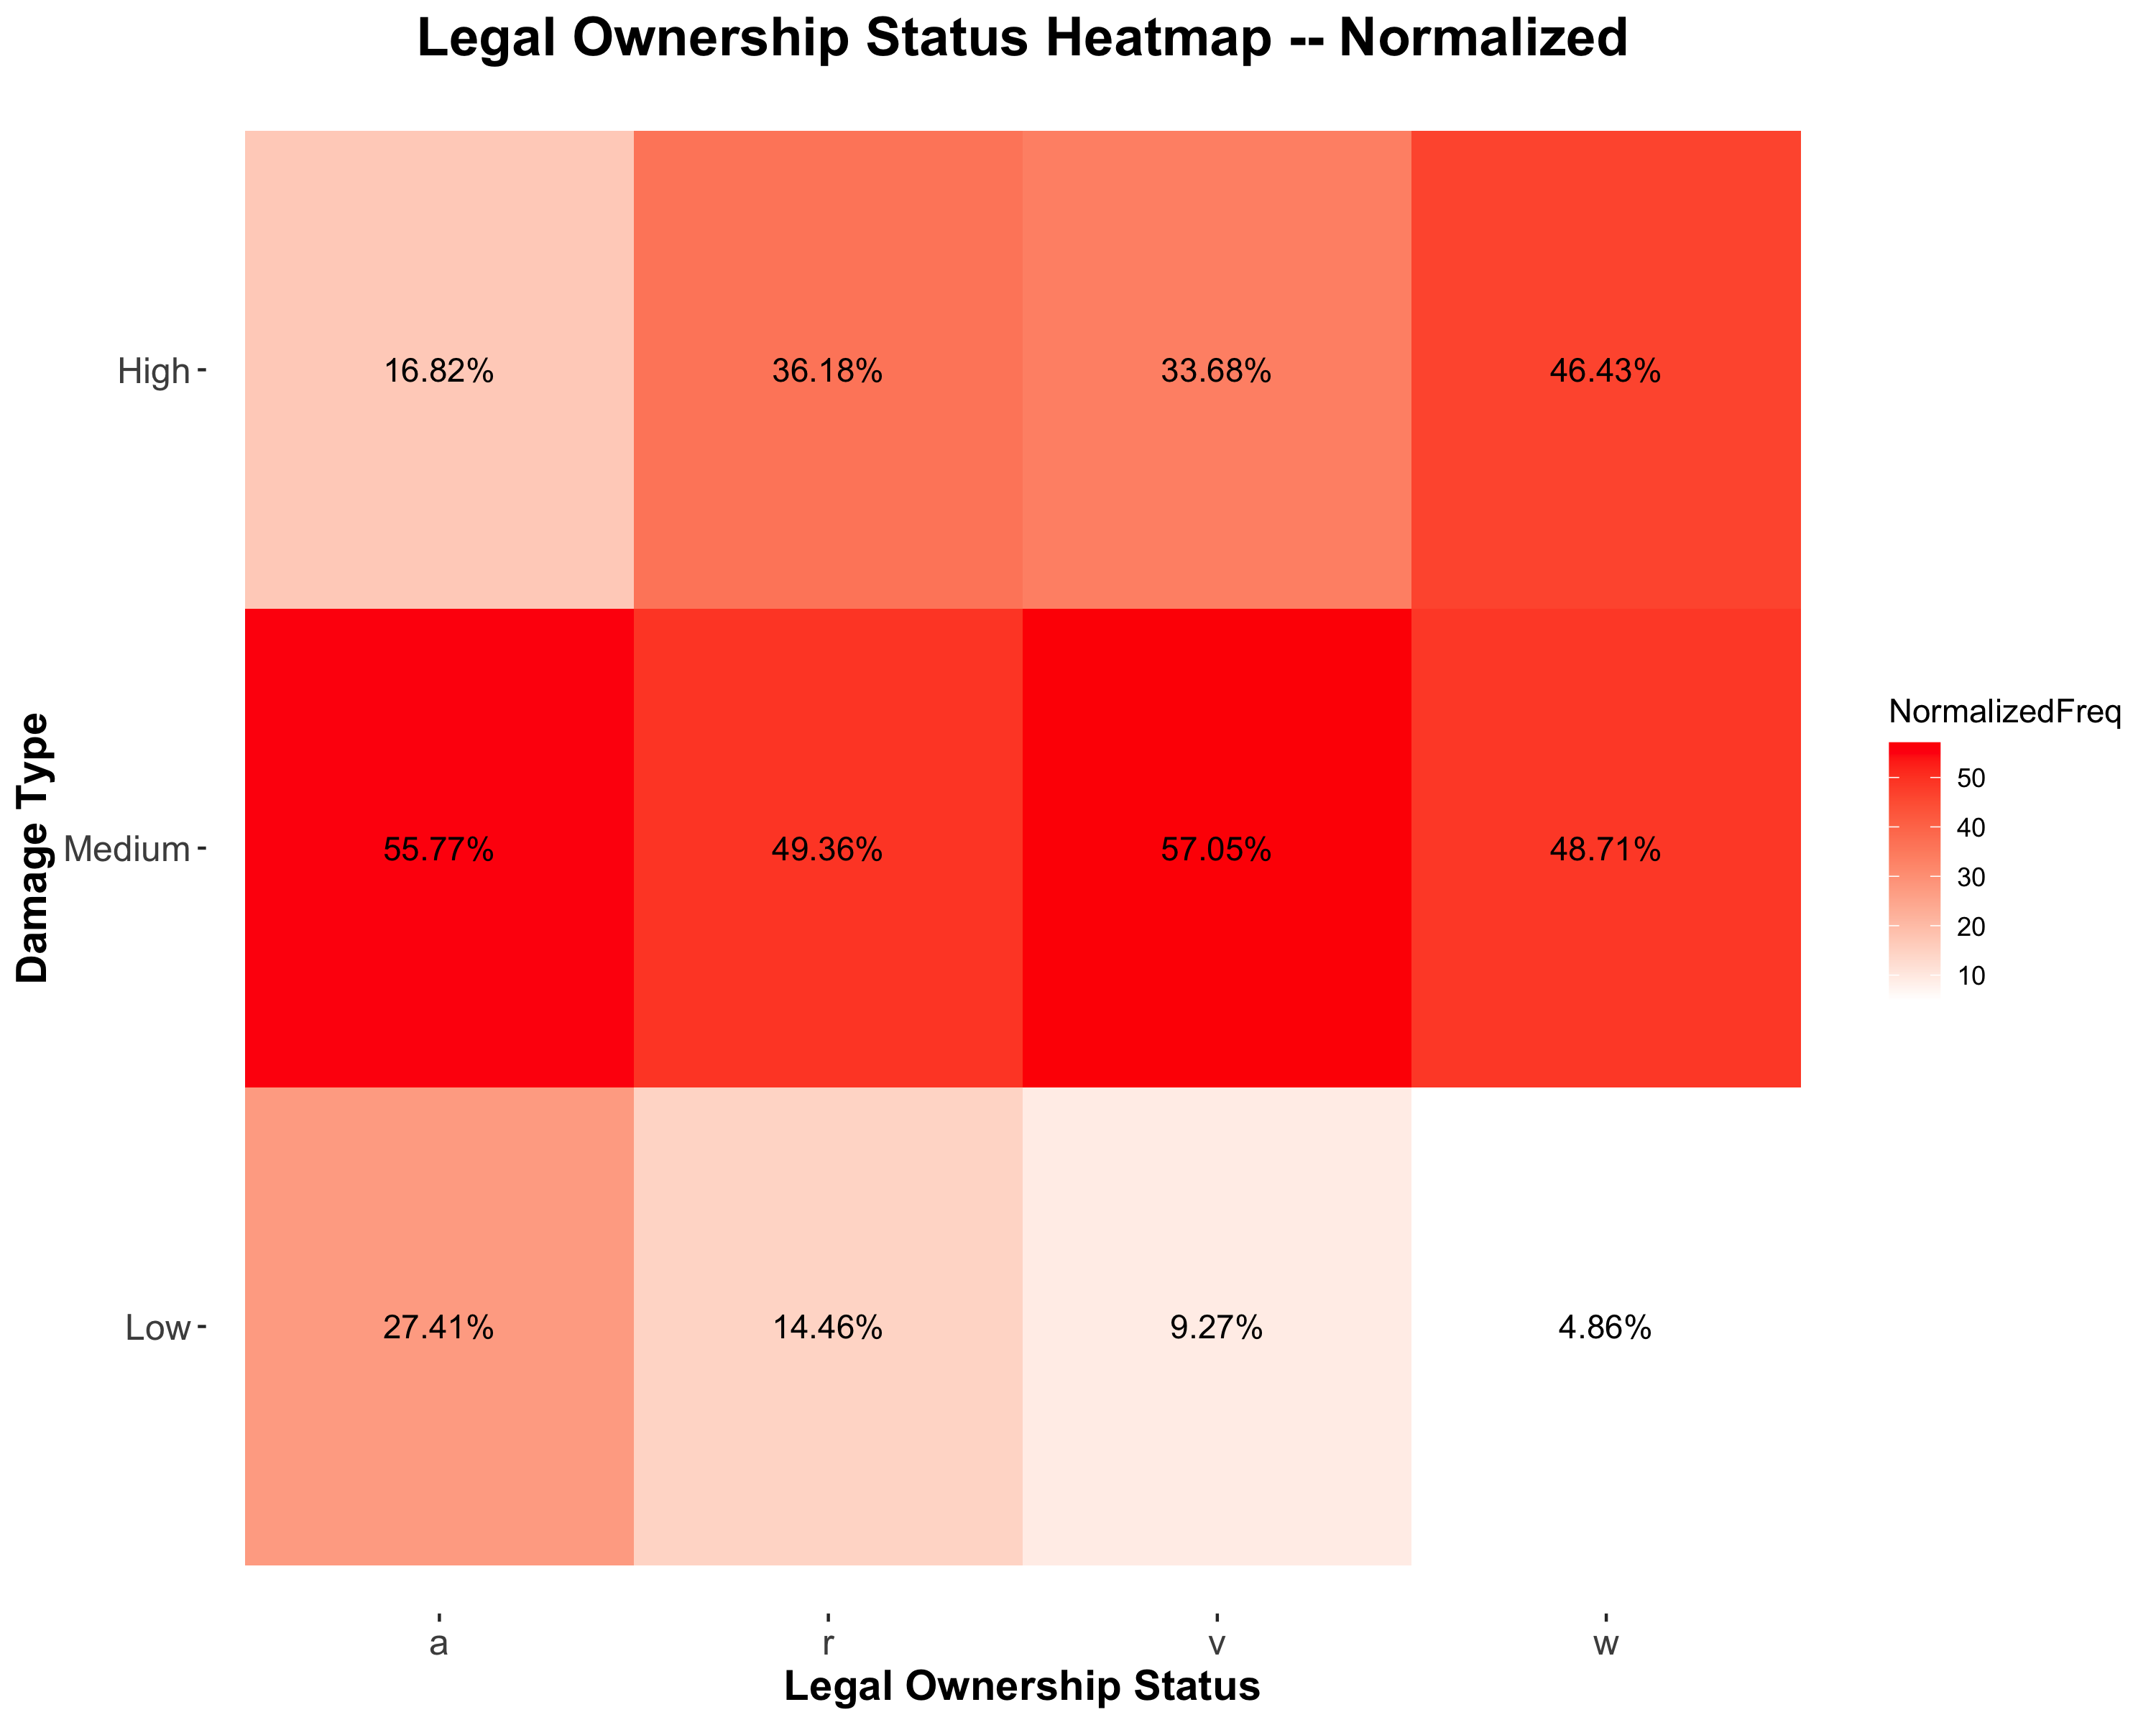 Legal Ownership Status Heatmap -- Normalized
Damage Type
High
16.82%
36.18%
33.68%
46.43%
Medium
55.77%
49.36%
57.05%
48.71%
Low
27.41%
14.46%
9.27%
4.86%
a
r
v
w
Legal Ownership Status
NormalizedFreq
50
40
30
20
10